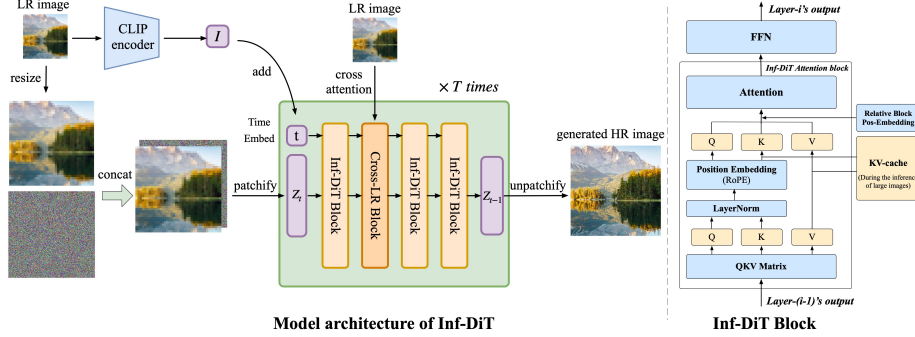 LR image
CLIP
encoder
I
resize
add
LR image
cross
attention
× T times
Time
Embed
t
Z_t
Inf-DiT Block
Cross-LR Block
Inf-DiT Block
Inf-DiT Block
Z_{t-1}
concat
patchify
unpatchify
generated HR image
Model architecture of Inf-DiT
Layer-i's output
FFN
Inf-DiT Attention block
Attention
Relative Block
Pos-Embedding
Q
K
V
KV-cache
(During the inference
of large images)
Position Embedding
(RoPE)
LayerNorm
Q
K
V
QKV Matrix
Layer-(i-1)'s output
Inf-DiT Block